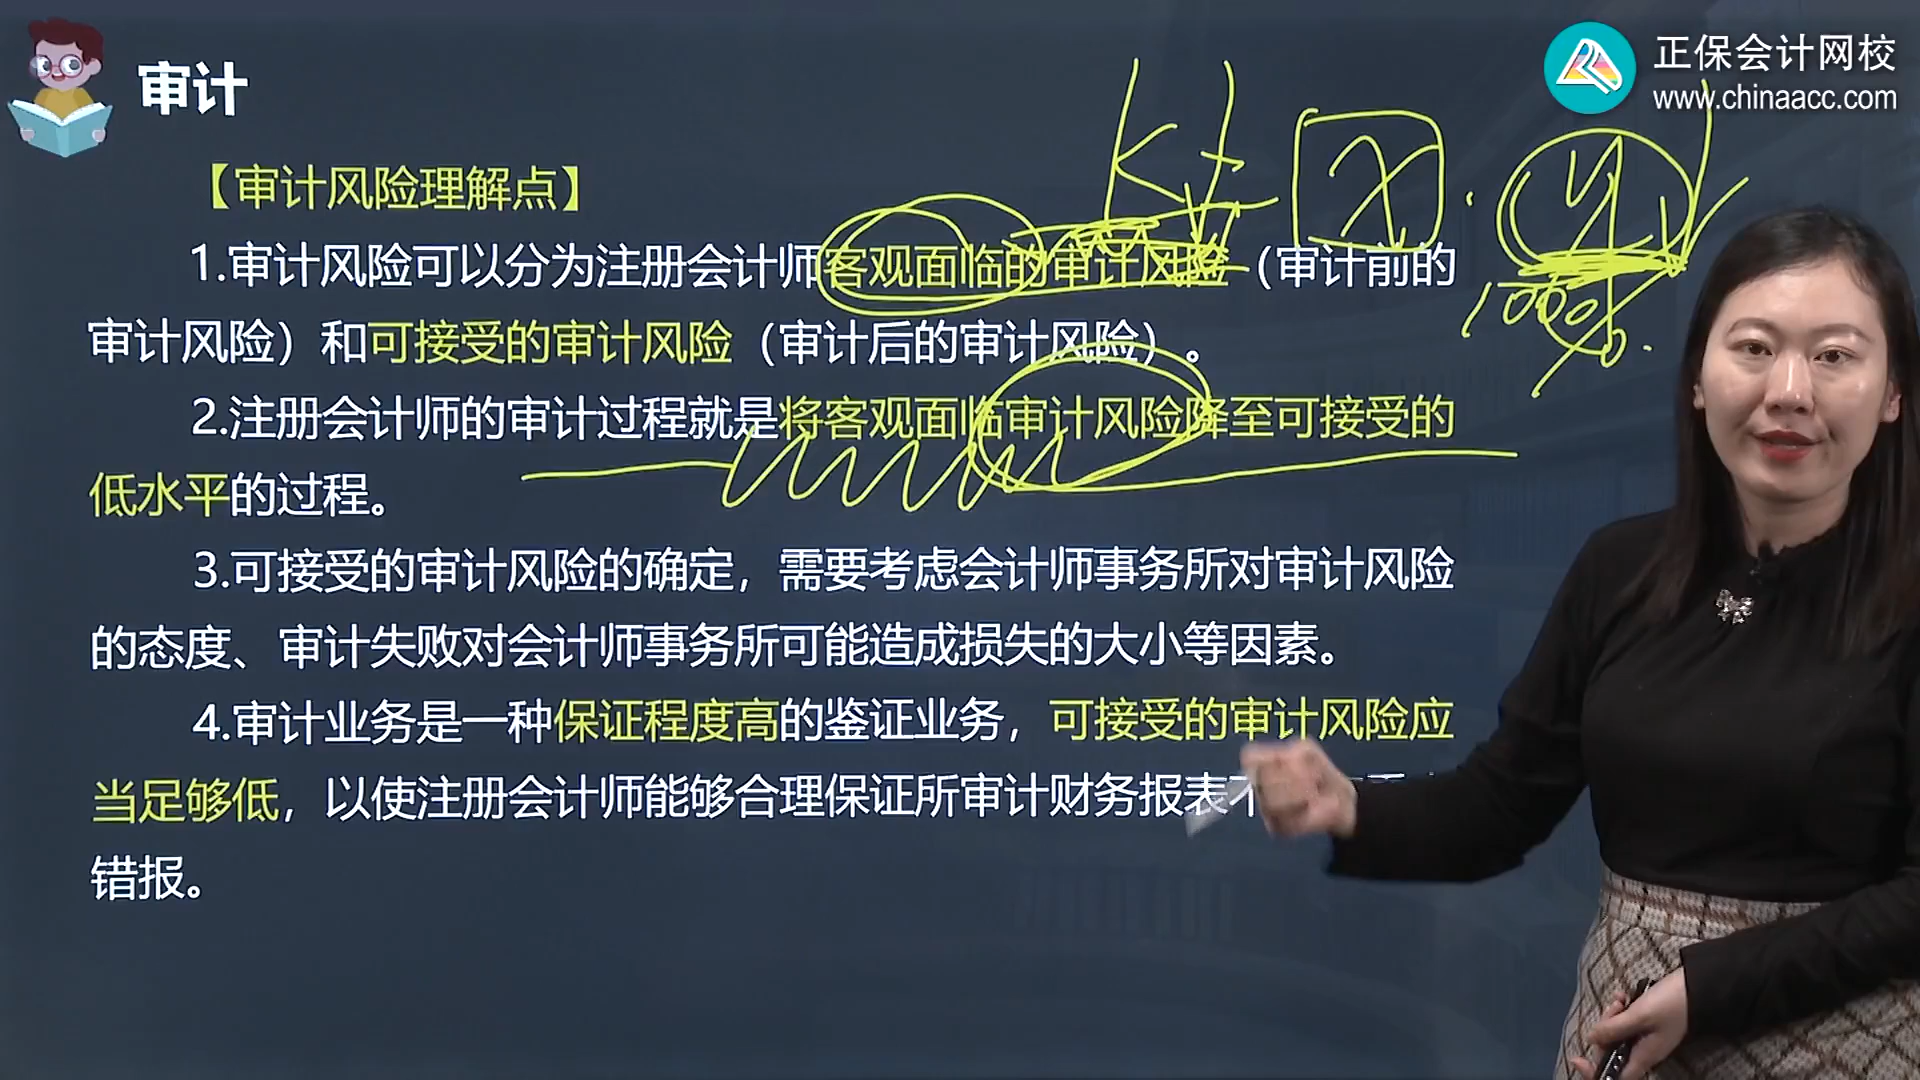 审计
正保会计网校
www.chinaacc.com
K↓ = x · y↓
100%
【审计风险理解点】
1.审计风险可以分为注册会计师客观面临的审计风险（审计前的
审计风险）和可接受的审计风险（审计后的审计风险）。
2.注册会计师的审计过程就是将客观面临审计风险降至可接受的
低水平的过程。
3.可接受的审计风险的确定，需要考虑会计师事务所对审计风险
的态度、审计失败对会计师事务所可能造成损失的大小等因素。
4.审计业务是一种保证程度高的鉴证业务，可接受的审计风险应
当足够低，以使注册会计师能够合理保证所审计财务报表不
错报。